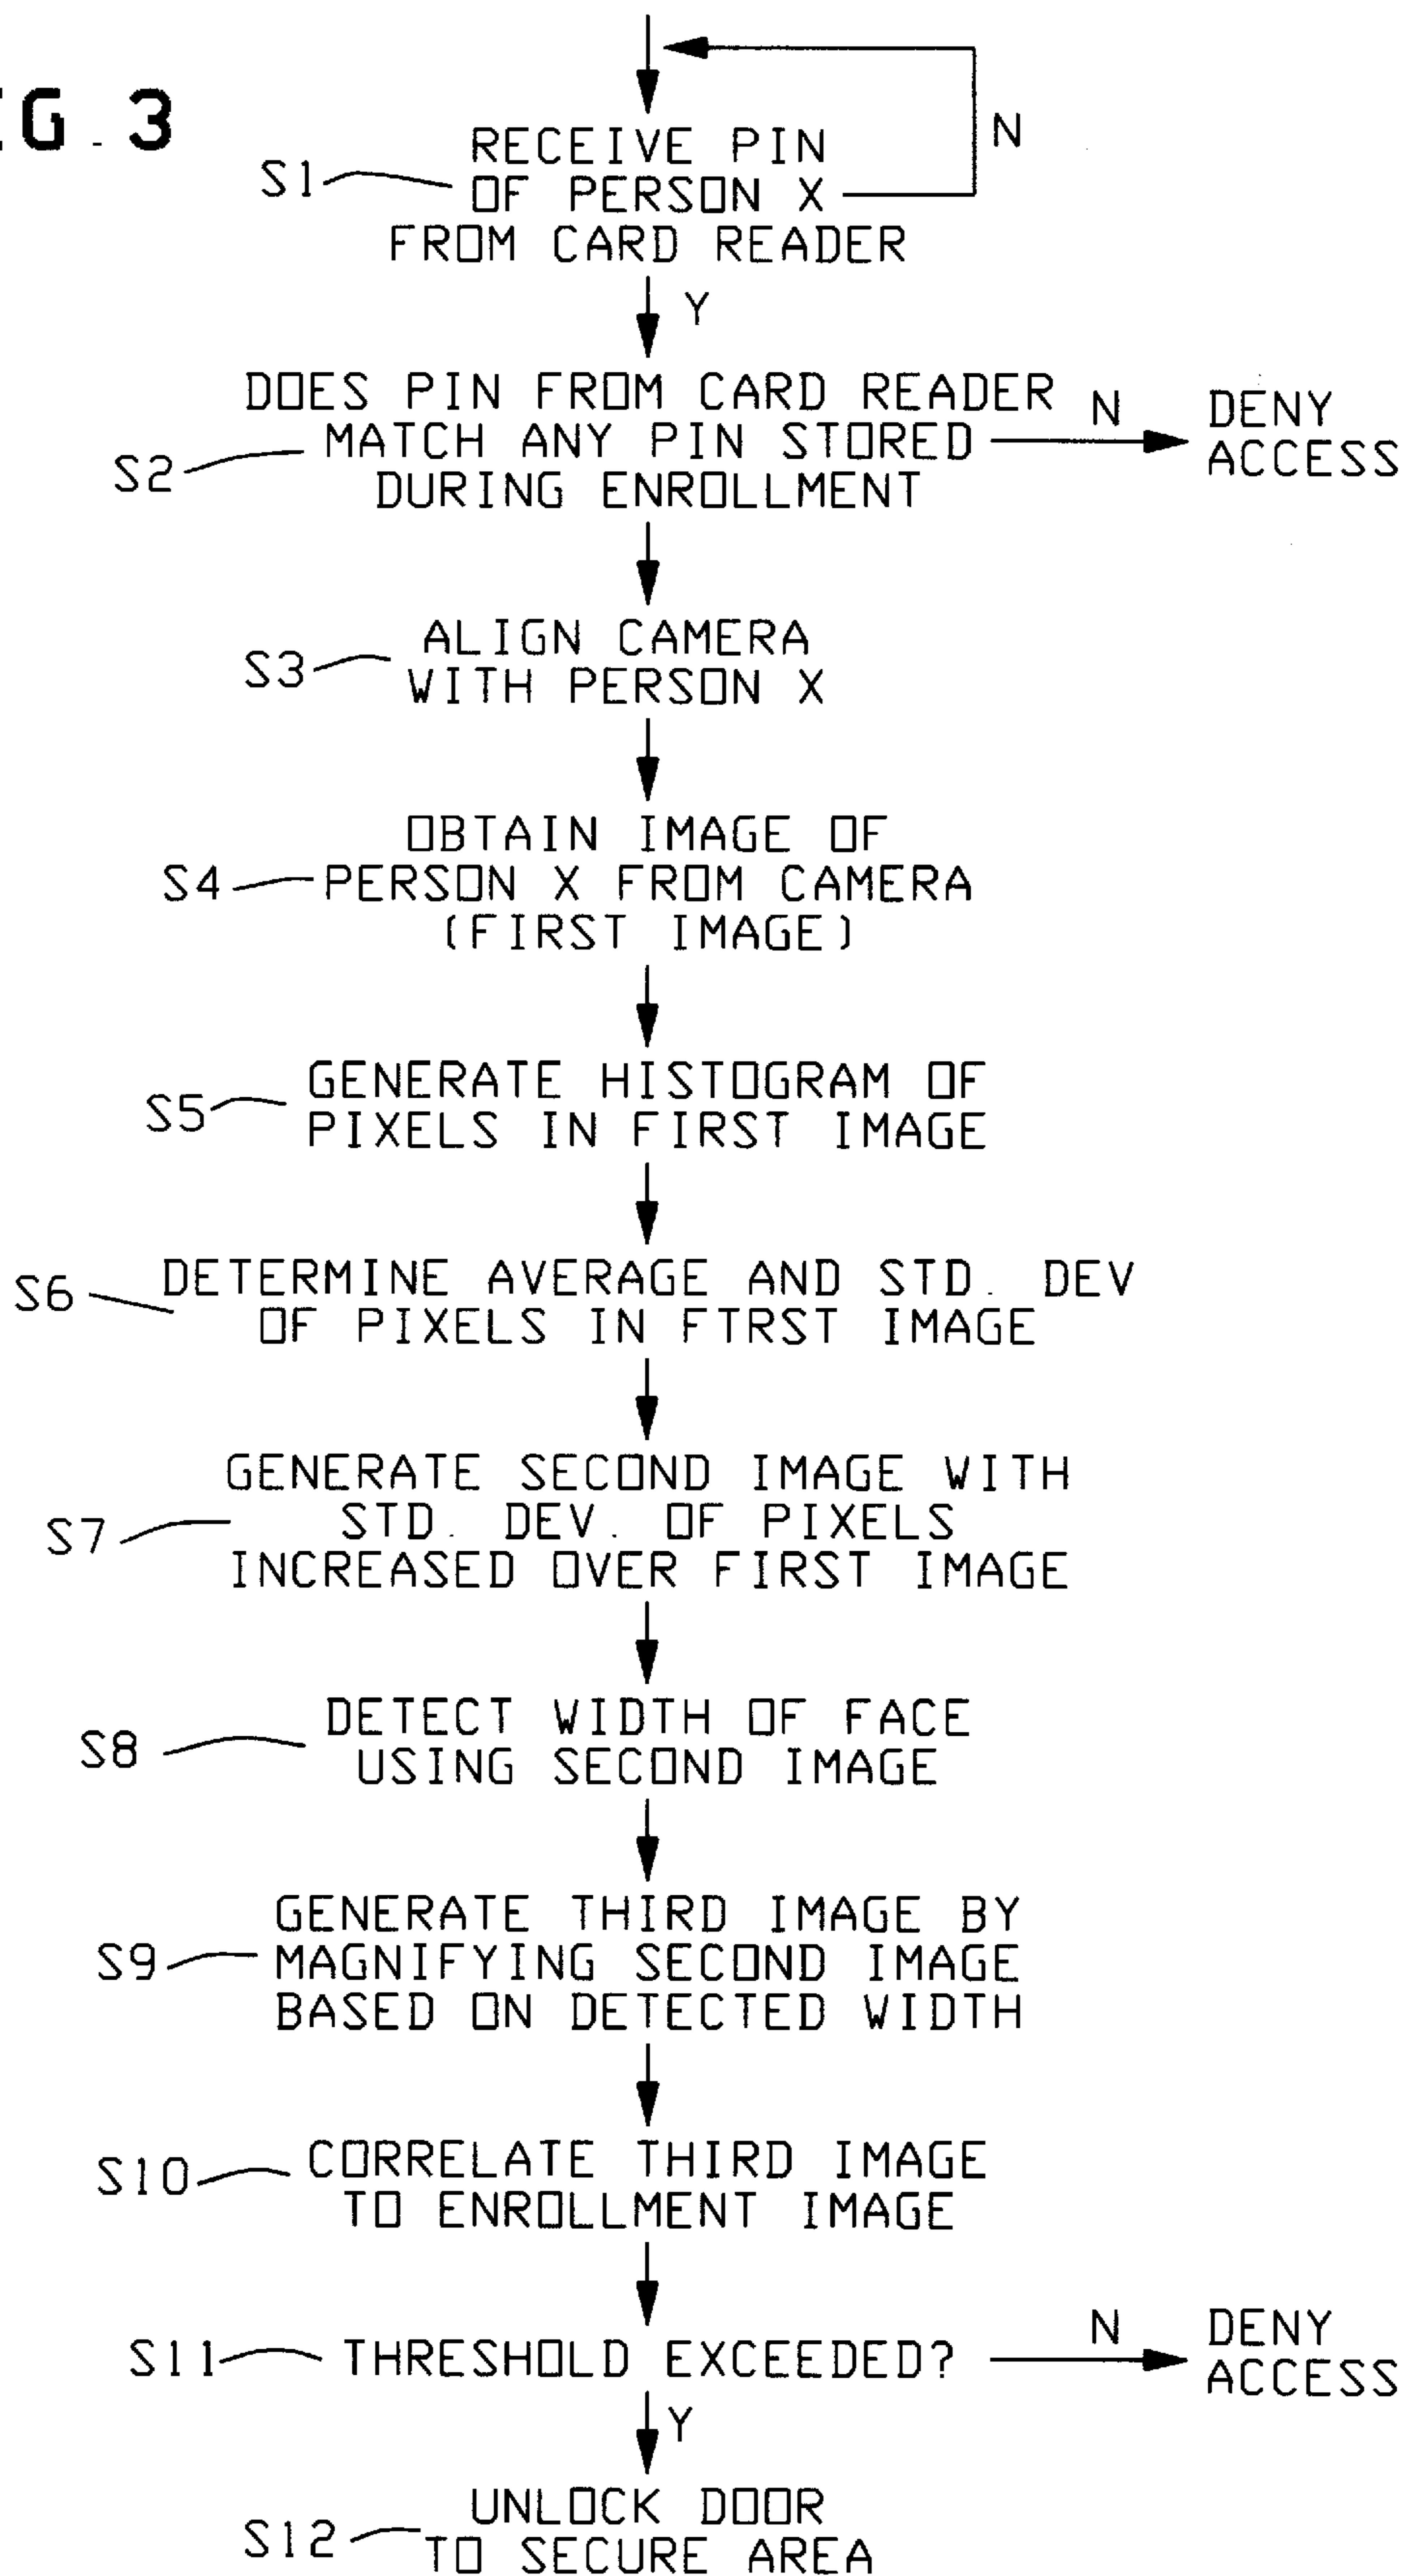 IG.3
RECEIVE PIN
N
S1
OF PERSON X
FROM CARD READER
Y
DOES PIN FROM CARD READER
N
DENY
MATCH ANY PIN STORED
ACCESS
S2
DURING ENROLLMENT
ALIGN CAMERA
S3
WITH PERSON X
OBTAIN IMAGE OF
S4
PERSON X FROM CAMERA
(FIRST IMAGE)
GENERATE HISTOGRAM OF
S5
PIXELS IN FIRST IMAGE
S6
DETERMINE AVERAGE AND STD. DEV
OF PIXELS IN FTRST IMAGE
GENERATE SECOND IMAGE WITH
S7
STD. DEV. OF PIXELS
INCREASED OVER FIRST IMAGE
DETECT WIDTH OF FACE
S8
USING SECOND IMAGE
GENERATE THIRD IMAGE BY
S9
MAGNIFYING SECOND IMAGE
BASED ON DETECTED WIDTH
S10
CORRELATE THIRD IMAGE
TO ENROLLMENT IMAGE
S11
THRESHOLD EXCEEDED?
N
DENY
ACCESS
Y
UNLOCK DOOR
S12
TO SECURE AREA